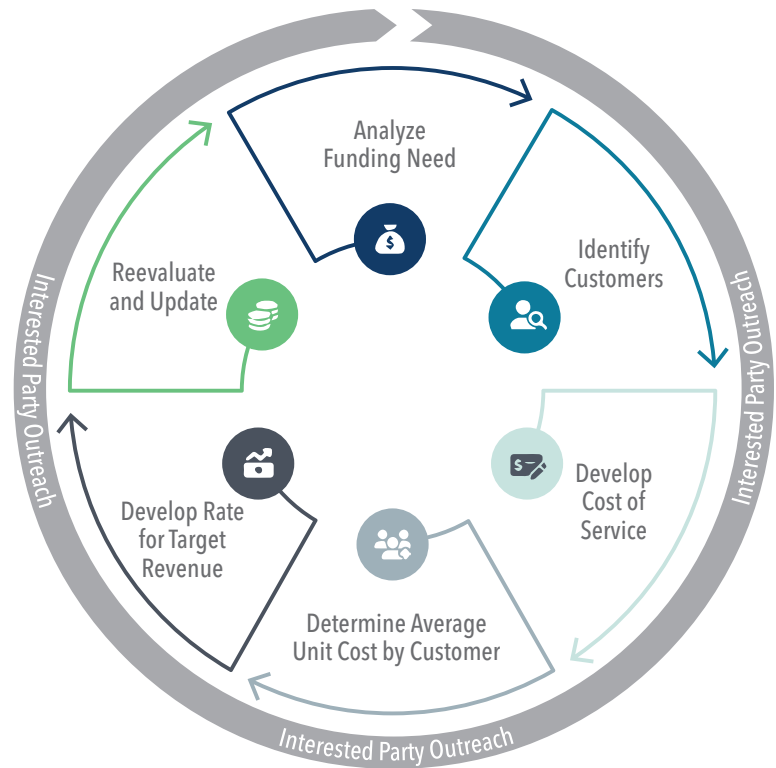 Analyze
Funding Need
Identify
Customers
Develop
Cost of
Service
Determine Average
Unit Cost by Customer
Develop Rate
for Target
Revenue
Reevaluate
and Update
Interested Party Outreach
Interested Party Outreach
Interested Party Outreach
$
$